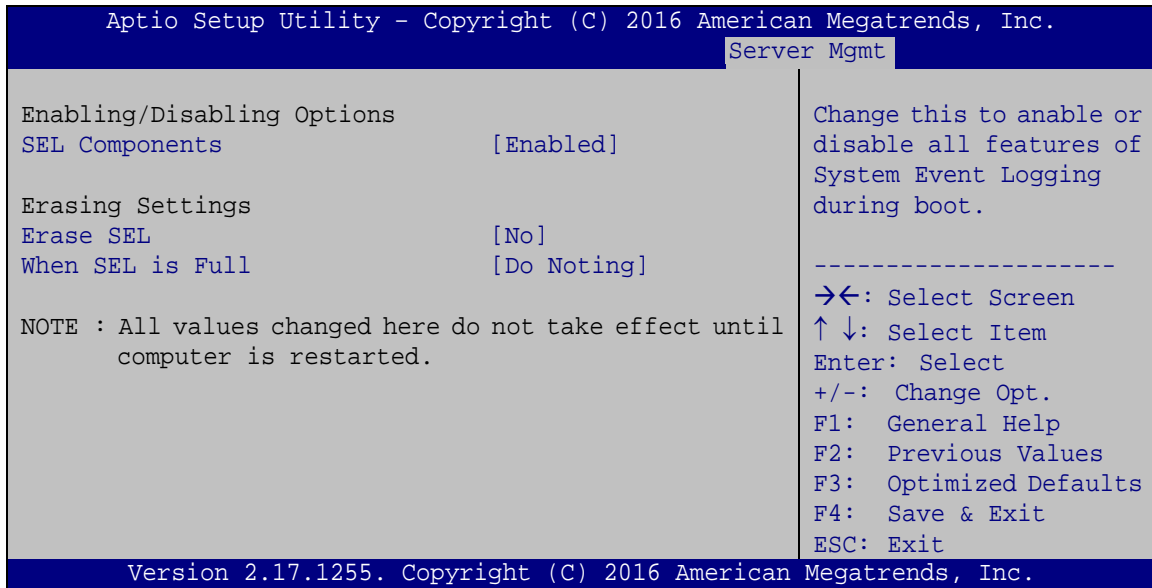 Aptio Setup Utility – Copyright (C) 2016 American Megatrends, Inc.
Server Mgmt
Enabling/Disabling Options
SEL Components [Enabled]
Erasing Settings
Erase SEL [No]
When SEL is Full [Do Noting]
NOTE : All values changed here do not take effect until
computer is restarted.
Change this to anable or
disable all features of
System Event Logging
during boot.
---------------------
→←: Select Screen
↑ ↓: Select Item
Enter: Select
+/-: Change Opt.
F1: General Help
F2: Previous Values
F3: Optimized Defaults
F4: Save & Exit
ESC: Exit
Version 2.17.1255. Copyright (C) 2016 American Megatrends, Inc.